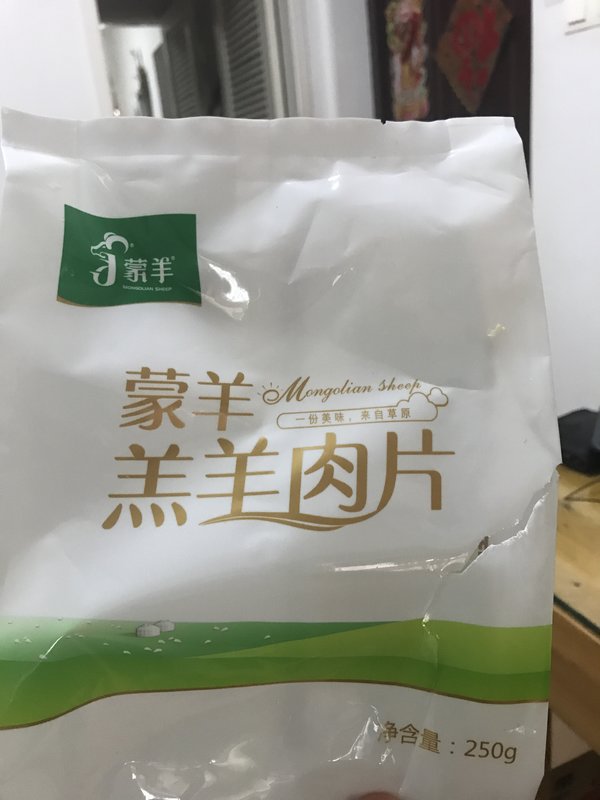 蒙羊
MONGOLIAN SHEEP
蒙羊 Mongolian sheep
一份美味，来自草原
羔羊肉片
净含量：250g